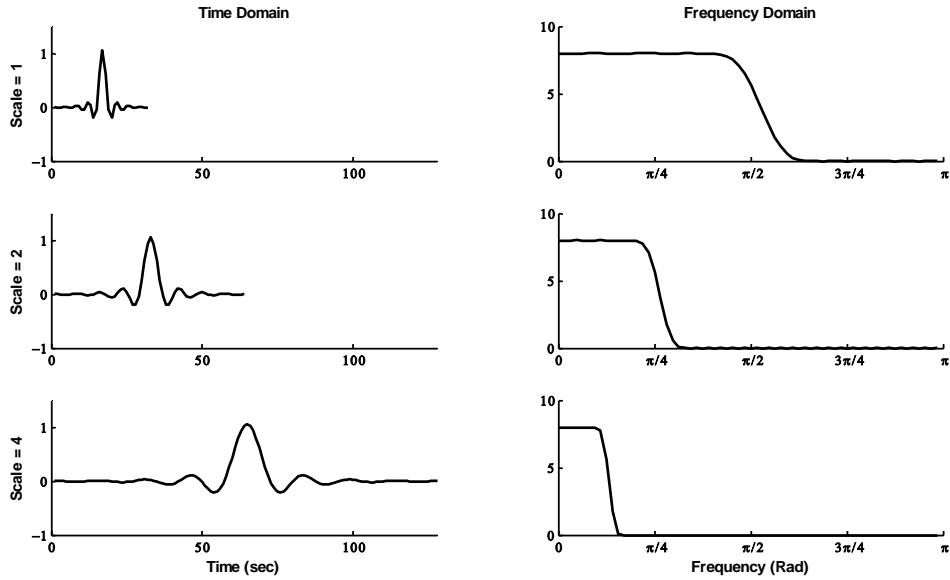 Time Domain
Frequency Domain
Scale = 1
1
0
−1
0
50
100
10
5
0
0
π/4
π/2
3π/4
π
Scale = 2
1
0
−1
0
50
100
10
5
0
0
π/4
π/2
3π/4
π
Scale = 4
1
0
−1
0
50
100
Time (sec)
10
5
0
0
π/4
π/2
3π/4
π
Frequency (Rad)